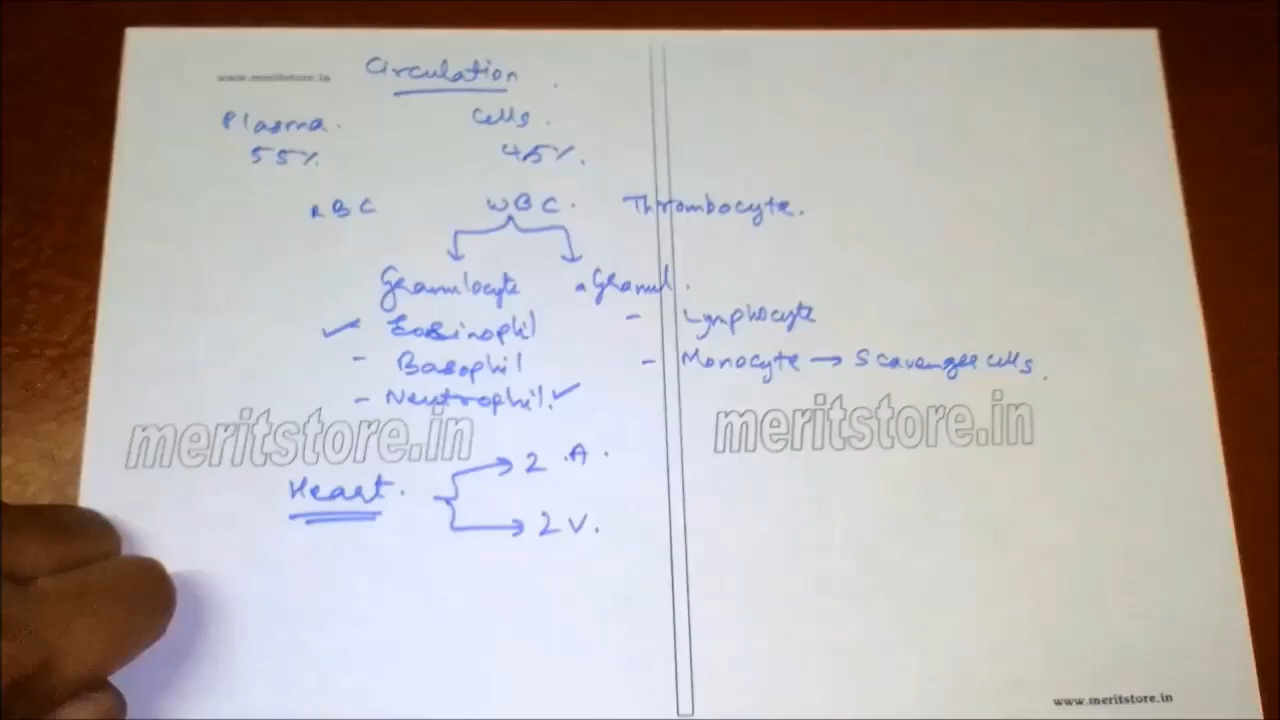 www.meritstore.in
Circulation
Plasma. Cells.
55% 45%.
RBC WBC. Thrombocyte.
Granulocyte aGranul.
✓ Eosinophil - Lymphocyte
- Basophil - Monocyte → Scavenger cells.
- Neutrophil. ✓
meritstore.in meritstore.in
Heart. → 2 A.
→ 2 V.
www.meritstore.in